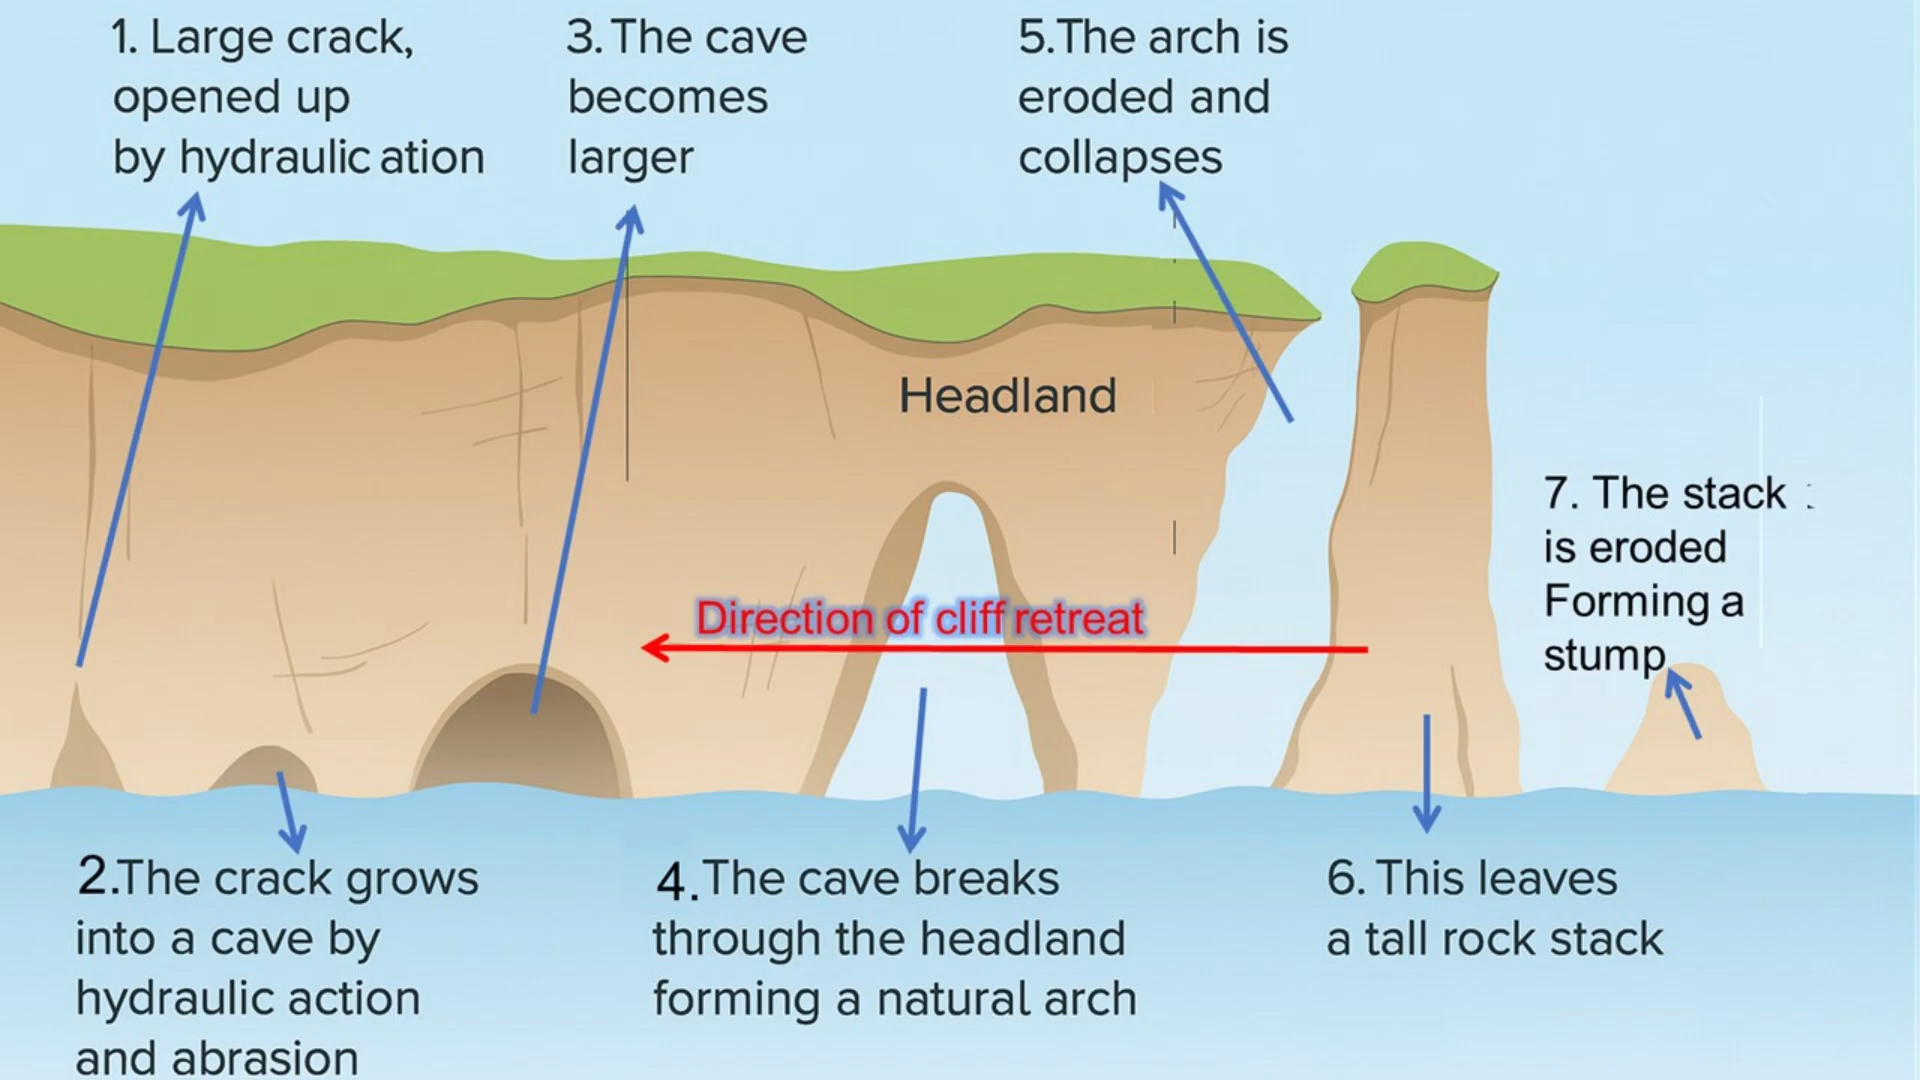 1. Large crack,
opened up
by hydraulic ation
3. The cave
becomes
larger
5.The arch is
eroded and
collapses
Headland
Direction of cliff retreat
7. The stack
is eroded
Forming a
stump
2.The crack grows
into a cave by
hydraulic action
and abrasion
4.The cave breaks
through the headland
forming a natural arch
6. This leaves
a tall rock stack